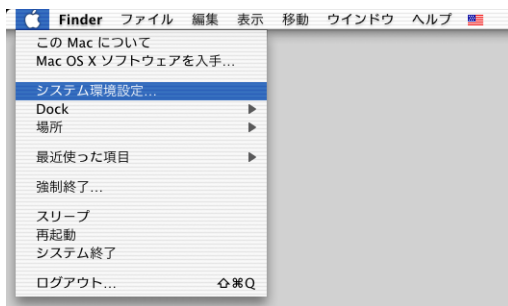 Finder ファイル 編集 表示 移動 ウインドウ ヘルプ
この Mac について
Mac OS X ソフトウェアを入手...
システム環境設定...
Dock
場所
最近使った項目
強制終了...
スリープ
再起動
システム終了
ログアウト... ⇧⌘Q